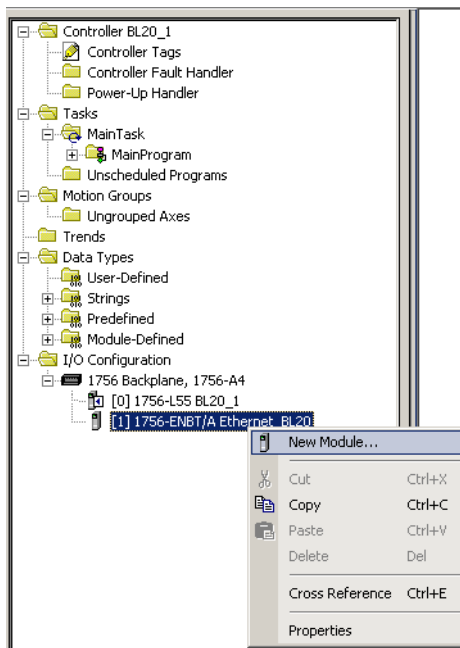 Controller BL20_1
Controller Tags
Controller Fault Handler
Power-Up Handler
Tasks
MainTask
MainProgram
Unscheduled Programs
Motion Groups
Ungrouped Axes
Trends
Data Types
User-Defined
Strings
Predefined
Module-Defined
I/O Configuration
1756 Backplane, 1756-A4
[0] 1756-L55 BL20_1
[1] 1756-ENBT/A Ethernet_BL20
New Module...
Cut Ctrl+X
Copy Ctrl+C
Paste Ctrl+V
Delete Del
Cross Reference Ctrl+E
Properties